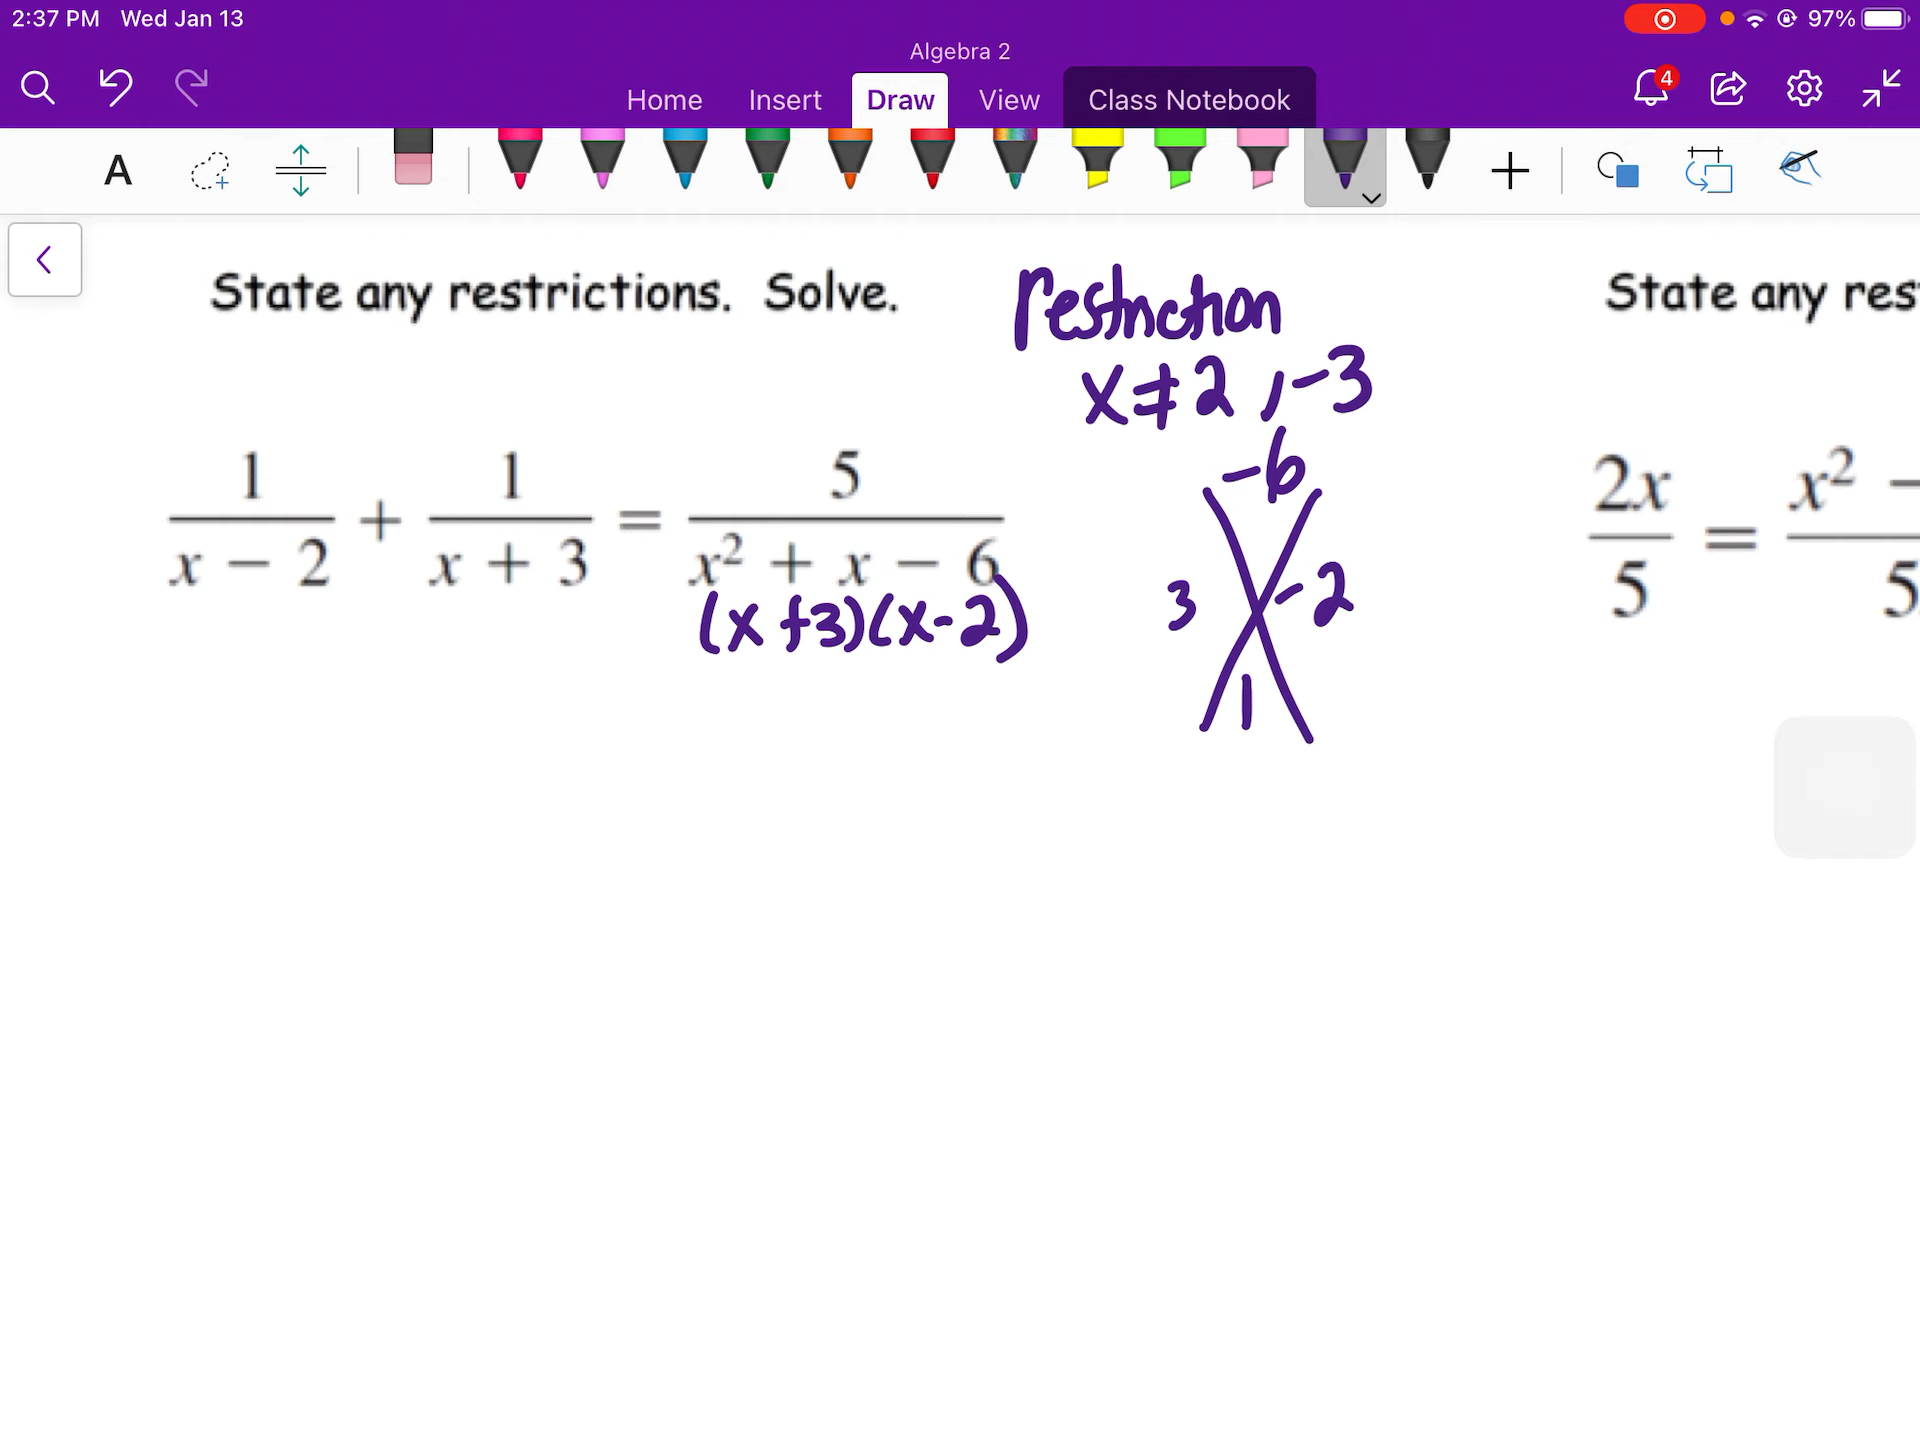 2:37 PM Wed Jan 13
97%
Algebra 2
Home Insert Draw View Class Notebook
4
A
State any restrictions. Solve.
restriction
x ≠ 2 , -3
1/(x − 2) + 1/(x + 3) = 5/(x² + x − 6)
(x + 3)(x - 2)
-6
3 -2
1
State any res
2x/5 = x² −/5